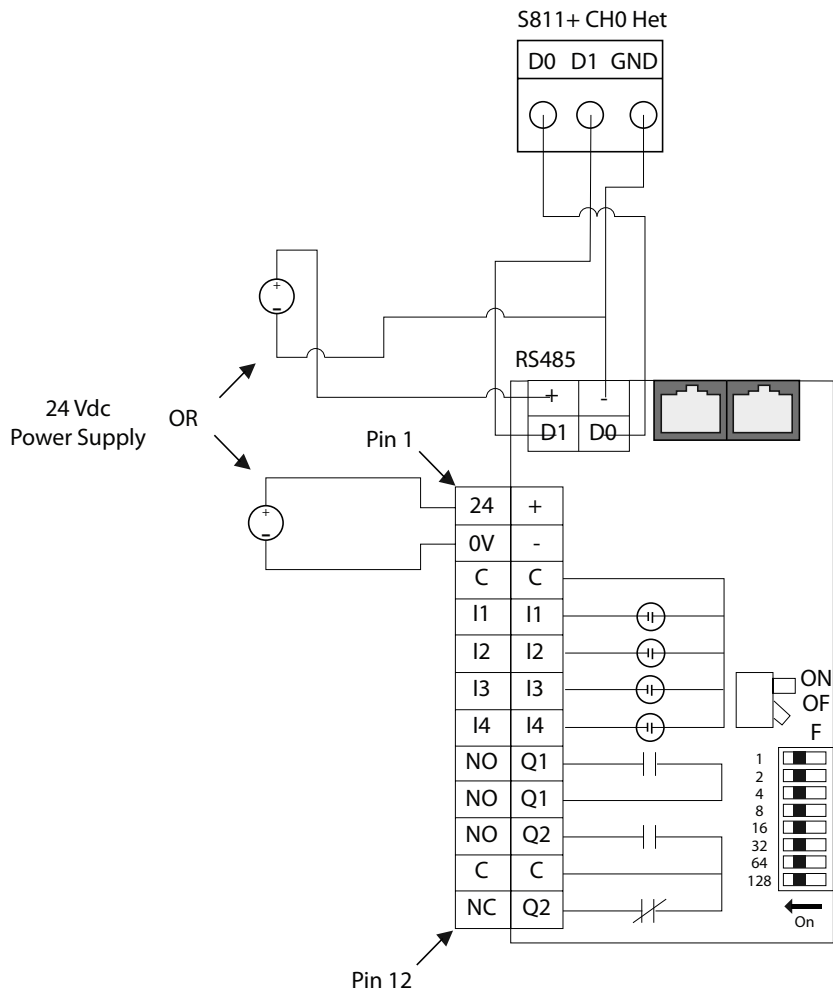 S811+ CH0 Het
D0 D1 GND
+
-
RS485
+ -
D1 D0
24 Vdc
Power Supply
OR
Pin 1
+
-
24 +
0V -
C C
I1 I1
I2 I2
I3 I3
I4 I4
NO Q1
NO Q1
NO Q2
C C
NC Q2
Pin 12
ON
OF
F
1
2
4
8
16
32
64
128
On